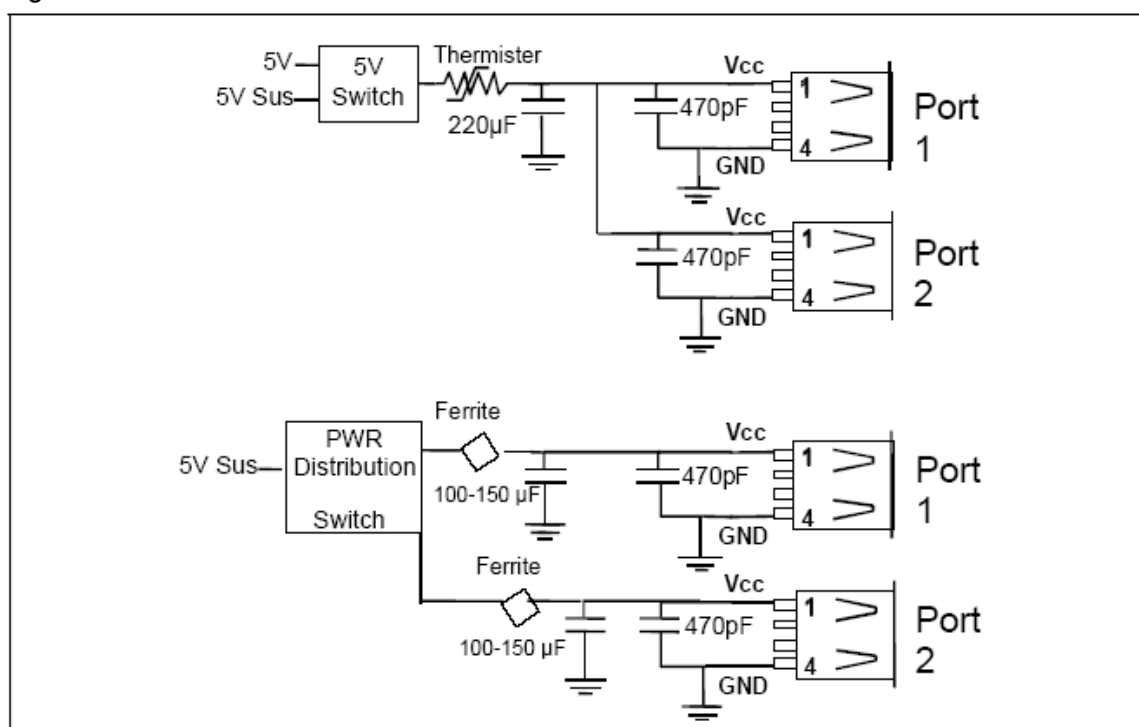 5V
5V Sus
5V
Switch
Thermister
220µF
470pF
Vcc
1
4
GND
Port
1
470pF
Vcc
1
4
GND
Port
2
5V Sus
PWR
Distribution
Switch
Ferrite
100-150 µF
470pF
Vcc
1
4
GND
Port
1
Ferrite
100-150 µF
470pF
Vcc
1
4
GND
Port
2